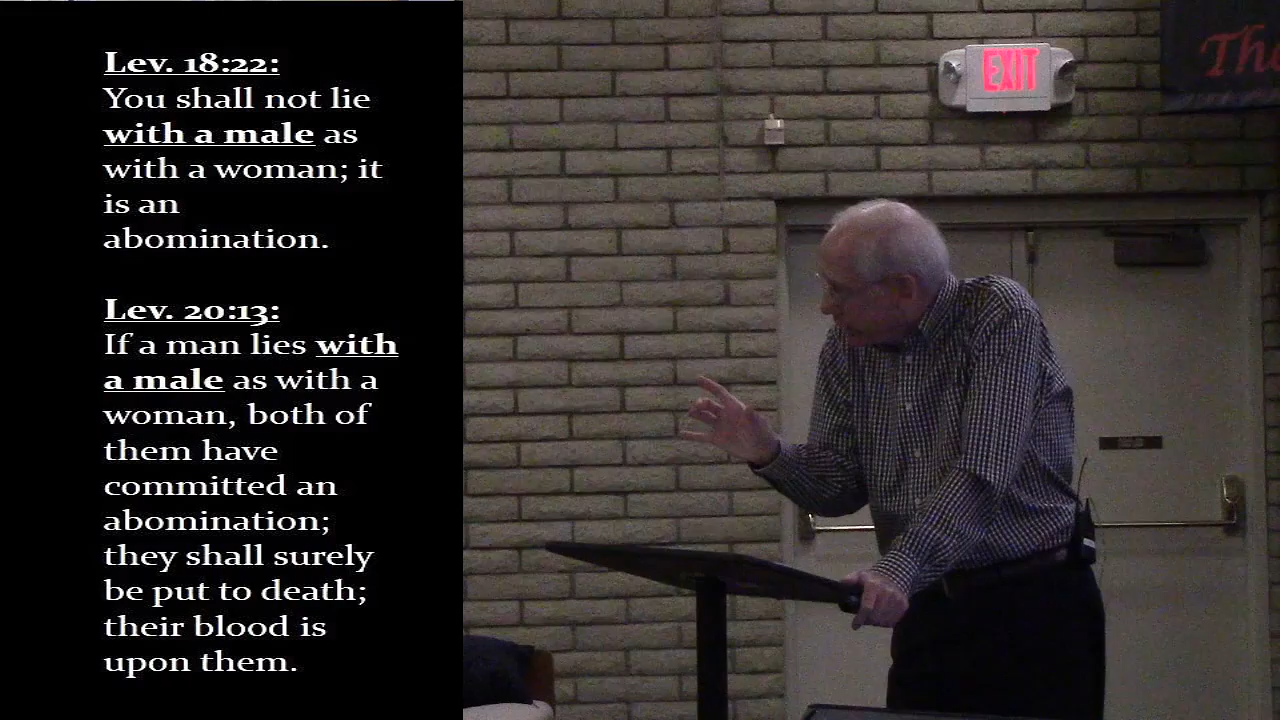 Lev. 18:22:
You shall not lie
with a male as
with a woman; it
is an
abomination.
Lev. 20:13:
If a man lies with
a male as with a
woman, both of
them have
committed an
abomination;
they shall surely
be put to death;
their blood is
upon them.
EXIT